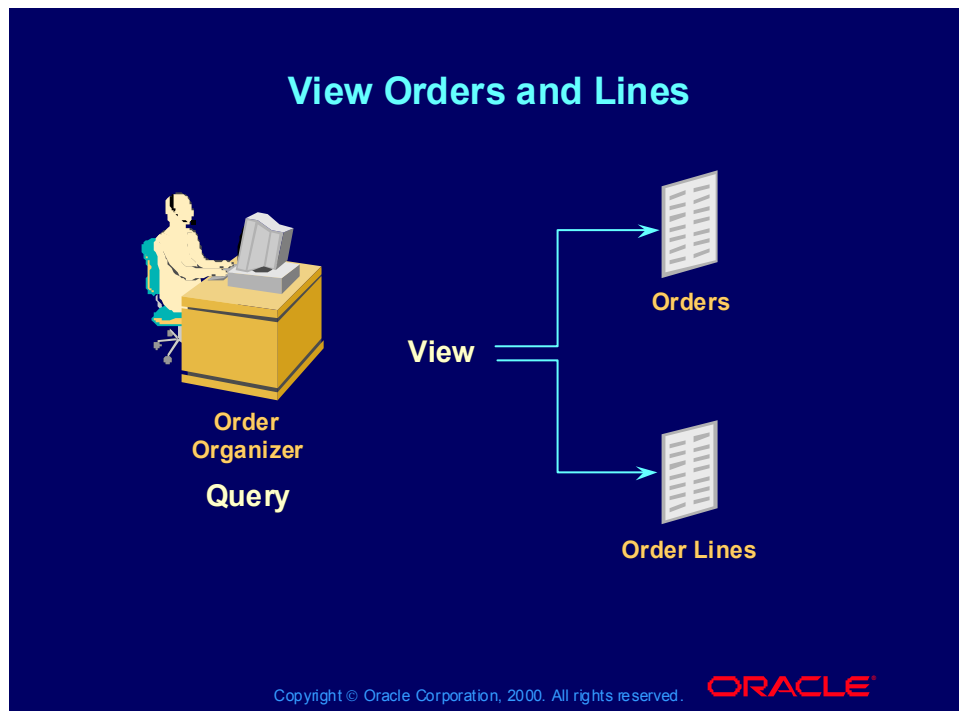 View Orders and Lines
Orders
View
Order
Organizer
Query
Order Lines
Copyright © Oracle Corporation, 2000. All rights reserved.
ORACLE®